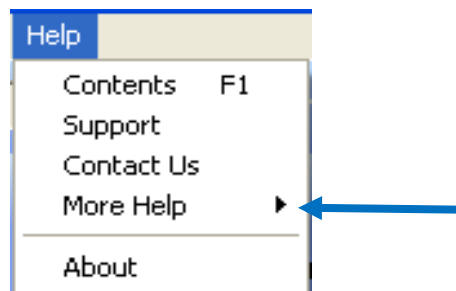 Help
Contents F1
Support
Contact Us
More Help
About